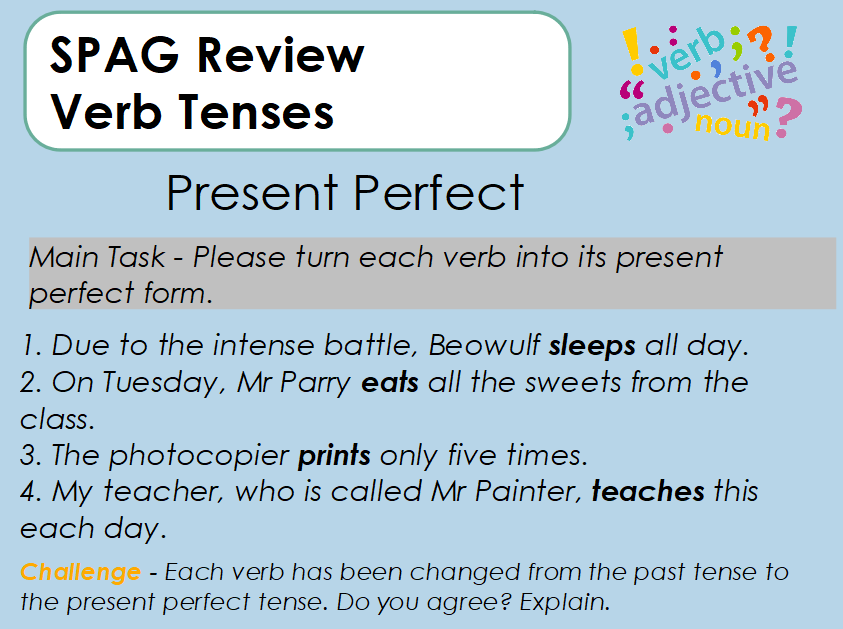 SPAG Review
Verb Tenses
! verb ; ? !
“ adjective ”
; noun ?
Present Perfect
Main Task - Please turn each verb into its present
perfect form.
1. Due to the intense battle, Beowulf sleeps all day.
2. On Tuesday, Mr Parry eats all the sweets from the
class.
3. The photocopier prints only five times.
4. My teacher, who is called Mr Painter, teaches this
each day.
Challenge - Each verb has been changed from the past tense to
the present perfect tense. Do you agree? Explain.